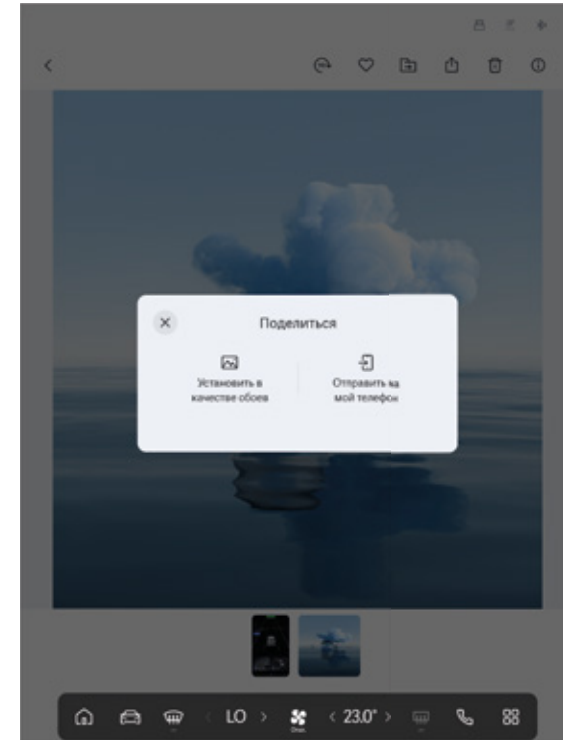 Поделиться
Установить в
качестве обоев
Отправить на
мой телефон
LO
23.0°